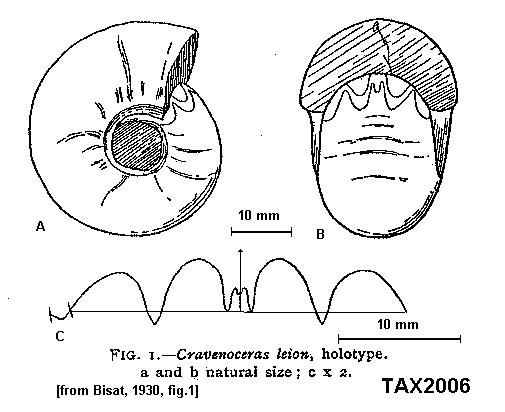 A
10 mm
B
C
10 mm
FIG. 1.—Cravenoceras leion, holotype.
a and b natural size; c x 2.
[from Bisat, 1930, fig.1]
TAX2006